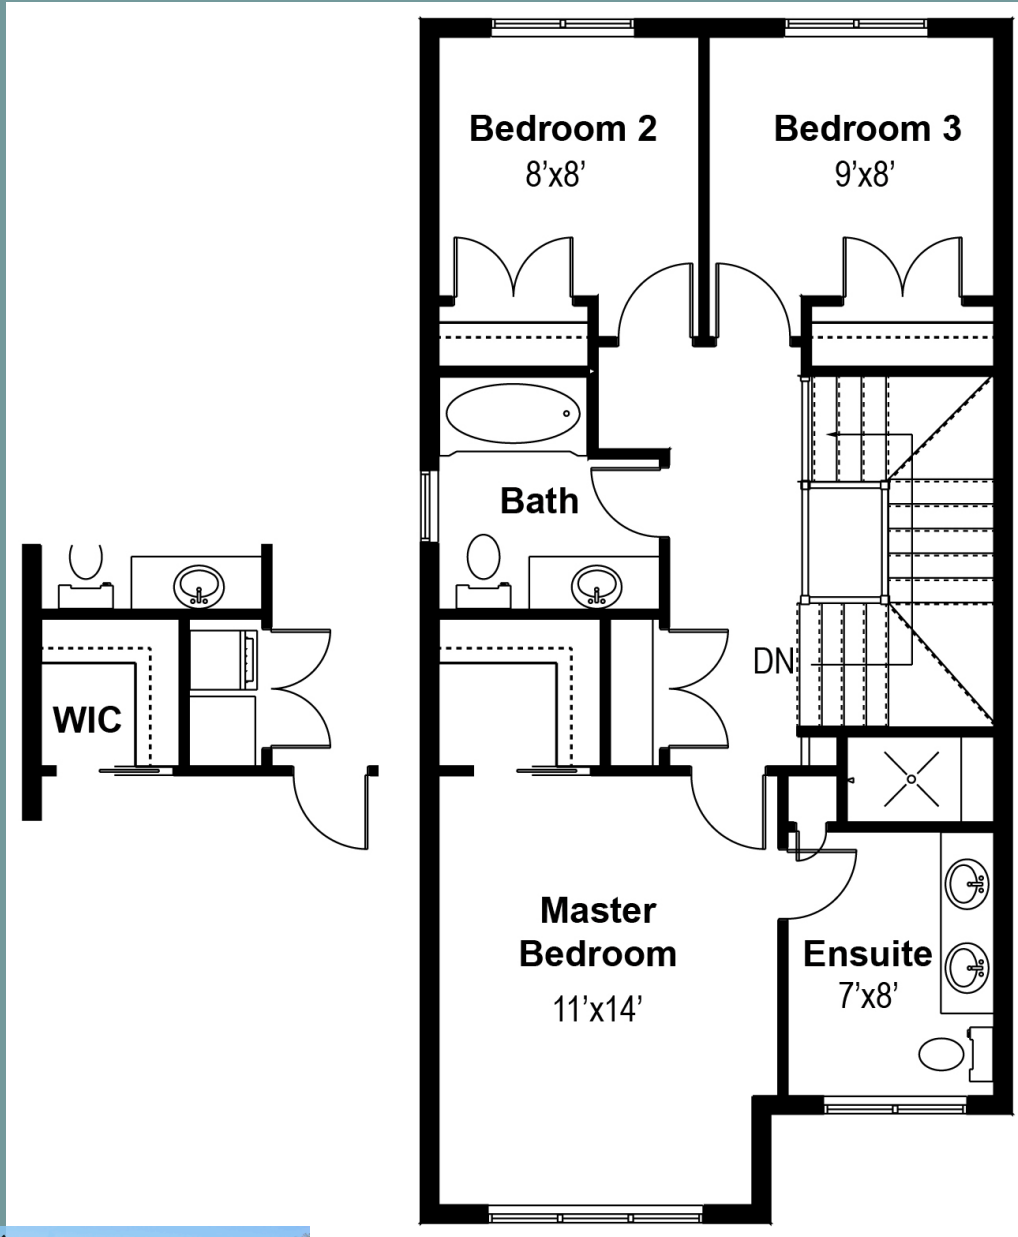 Bedroom 2
8’x8’
Bedroom 3
9’x8’
Bath
DN
WIC
Master
Bedroom
11’x14’
Ensuite
7’x8’